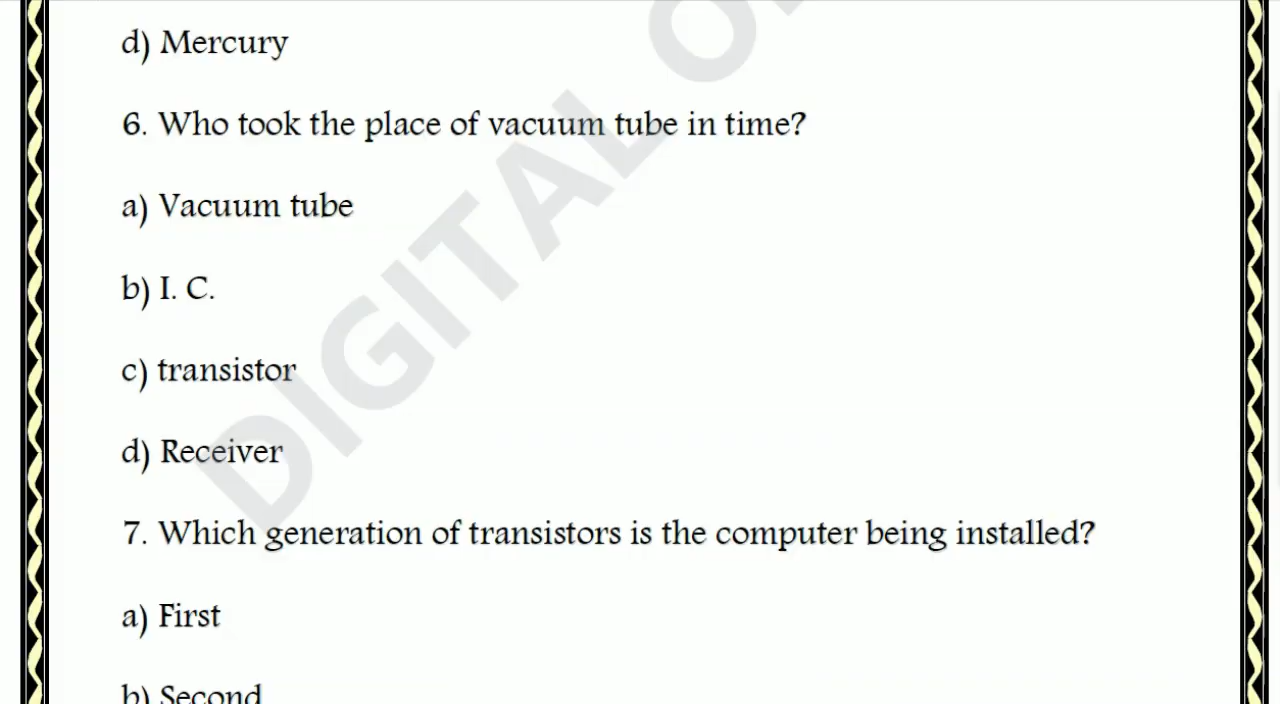 d) Mercury
6. Who took the place of vacuum tube in time?
a) Vacuum tube
b) I. C.
c) transistor
d) Receiver
7. Which generation of transistors is the computer being installed?
a) First
b) Second
DIGITAL